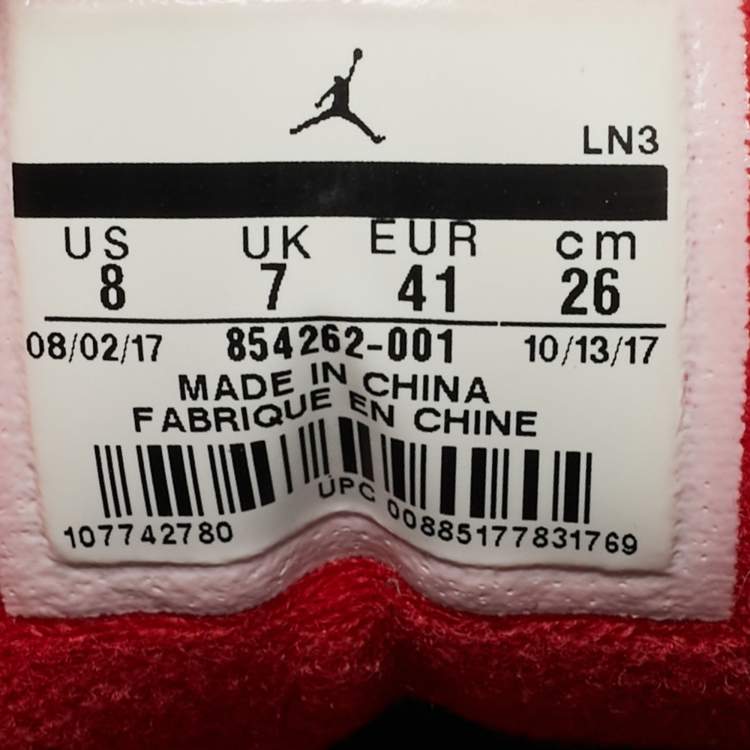 LN3
US UK EUR cm
8 7 41 26
08/02/17 854262-001 10/13/17
MADE IN CHINA
FABRIQUE EN CHINE
107742780 UPC 00885177831769